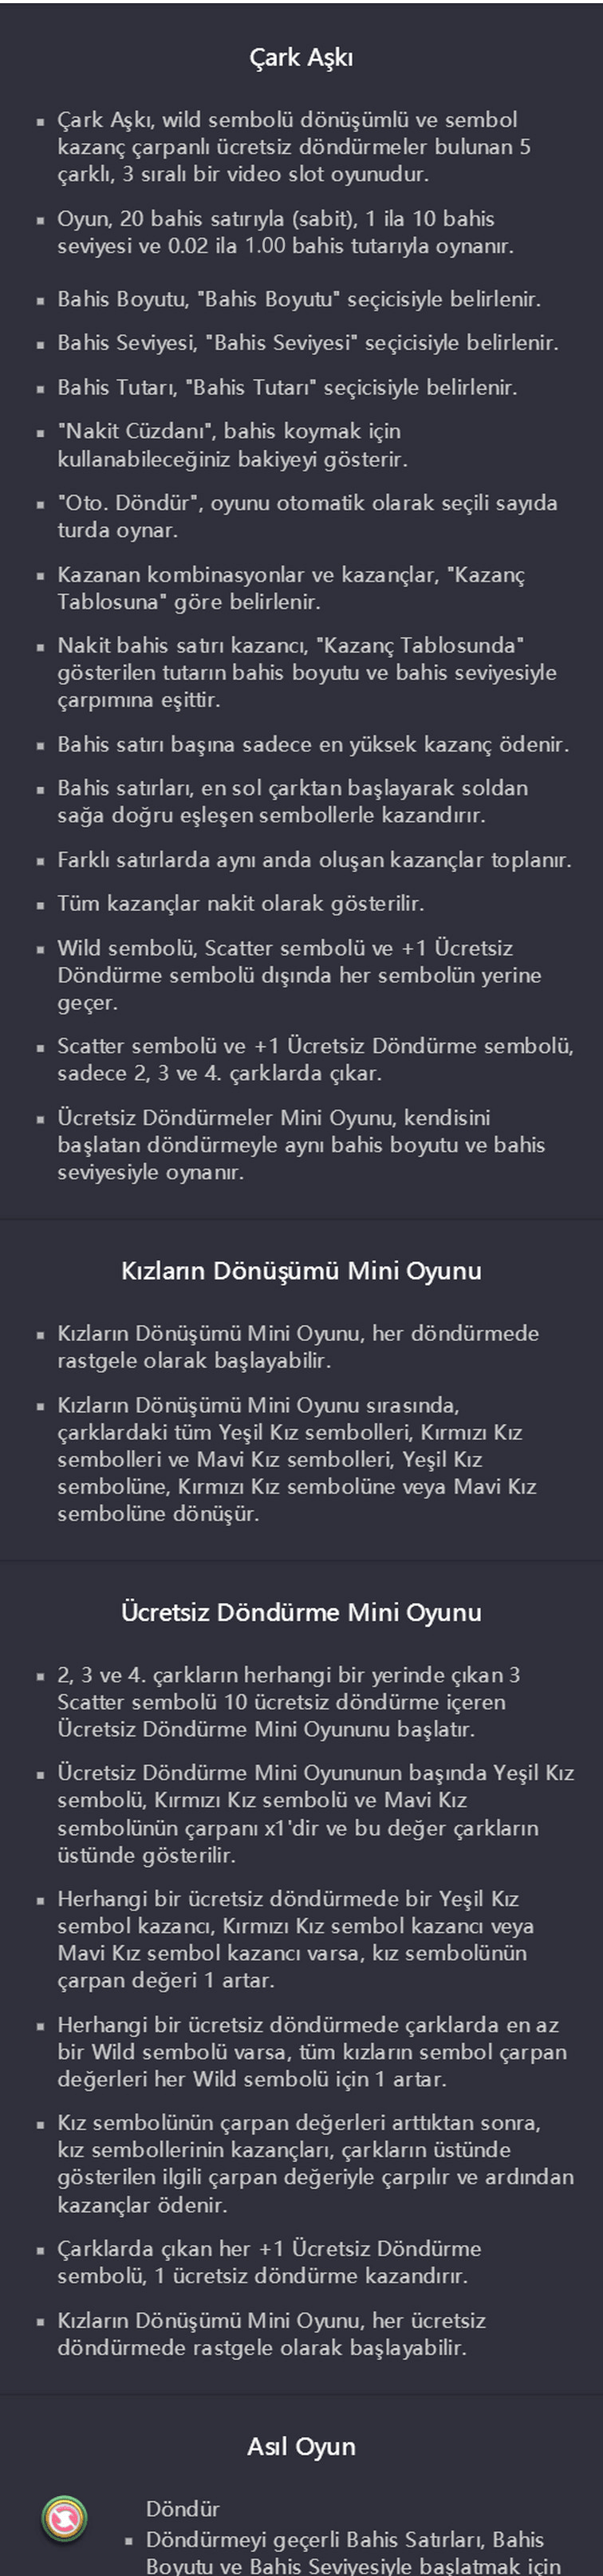 Çark Aşkı
▪ Çark Aşkı, wild sembolü dönüşümlü ve sembol
kazanç çarpanlı ücretsiz döndürmeler bulunan 5
çarklı, 3 sıralı bir video slot oyunudur.
▪ Oyun, 20 bahis satırıyla (sabit), 1 ila 10 bahis
seviyesi ve 0.02 ila 1.00 bahis tutarıyla oynanır.
▪ Bahis Boyutu, "Bahis Boyutu" seçicisiyle belirlenir.
▪ Bahis Seviyesi, "Bahis Seviyesi" seçicisiyle belirlenir.
▪ Bahis Tutarı, "Bahis Tutarı" seçicisiyle belirlenir.
▪ "Nakit Cüzdanı", bahis koymak için
kullanabileceğiniz bakiyeyi gösterir.
▪ "Oto. Döndür", oyunu otomatik olarak seçili sayıda
turda oynar.
▪ Kazanan kombinasyonlar ve kazançlar, "Kazanç
Tablosuna" göre belirlenir.
▪ Nakit bahis satırı kazancı, "Kazanç Tablosunda"
gösterilen tutarın bahis boyutu ve bahis seviyesiyle
çarpımına eşittir.
▪ Bahis satırı başına sadece en yüksek kazanç ödenir.
▪ Bahis satırları, en sol çarktan başlayarak soldan
sağa doğru eşleşen sembollerle kazandırır.
▪ Farklı satırlarda aynı anda oluşan kazançlar toplanır.
▪ Tüm kazançlar nakit olarak gösterilir.
▪ Wild sembolü, Scatter sembolü ve +1 Ücretsiz
Döndürme sembolü dışında her sembolün yerine
geçer.
▪ Scatter sembolü ve +1 Ücretsiz Döndürme sembolü,
sadece 2, 3 ve 4. çarklarda çıkar.
▪ Ücretsiz Döndürmeler Mini Oyunu, kendisini
başlatan döndürmeyle aynı bahis boyutu ve bahis
seviyesiyle oynanır.
Kızların Dönüşümü Mini Oyunu
▪ Kızların Dönüşümü Mini Oyunu, her döndürmede
rastgele olarak başlayabilir.
▪ Kızların Dönüşümü Mini Oyunu sırasında,
çarklardaki tüm Yeşil Kız sembolleri, Kırmızı Kız
sembolleri ve Mavi Kız sembolleri, Yeşil Kız
sembolüne, Kırmızı Kız sembolüne veya Mavi Kız
sembolüne dönüşür.
Ücretsiz Döndürme Mini Oyunu
▪ 2, 3 ve 4. çarkların herhangi bir yerinde çıkan 3
Scatter sembolü 10 ücretsiz döndürme içeren
Ücretsiz Döndürme Mini Oyununu başlatır.
▪ Ücretsiz Döndürme Mini Oyununun başında Yeşil Kız
sembolü, Kırmızı Kız sembolü ve Mavi Kız
sembolünün çarpanı x1'dir ve bu değer çarkların
üstünde gösterilir.
▪ Herhangi bir ücretsiz döndürmede bir Yeşil Kız
sembol kazancı, Kırmızı Kız sembol kazancı veya
Mavi Kız sembol kazancı varsa, kız sembolünün
çarpan değeri 1 artar.
▪ Herhangi bir ücretsiz döndürmede çarklarda en az
bir Wild sembolü varsa, tüm kızların sembol çarpan
değerleri her Wild sembolü için 1 artar.
▪ Kız sembolünün çarpan değerleri arttıktan sonra,
kız sembollerinin kazançları, çarkların üstünde
gösterilen ilgili çarpan değeriyle çarpılır ve ardından
kazançlar ödenir.
▪ Çarklarda çıkan her +1 Ücretsiz Döndürme
sembolü, 1 ücretsiz döndürme kazandırır.
▪ Kızların Dönüşümü Mini Oyunu, her ücretsiz
döndürmede rastgele olarak başlayabilir.
Asıl Oyun
Döndür
▪ Döndürmeyi geçerli Bahis Satırları, Bahis
Boyutu ve Bahis Seviyesiyle başlatmak için